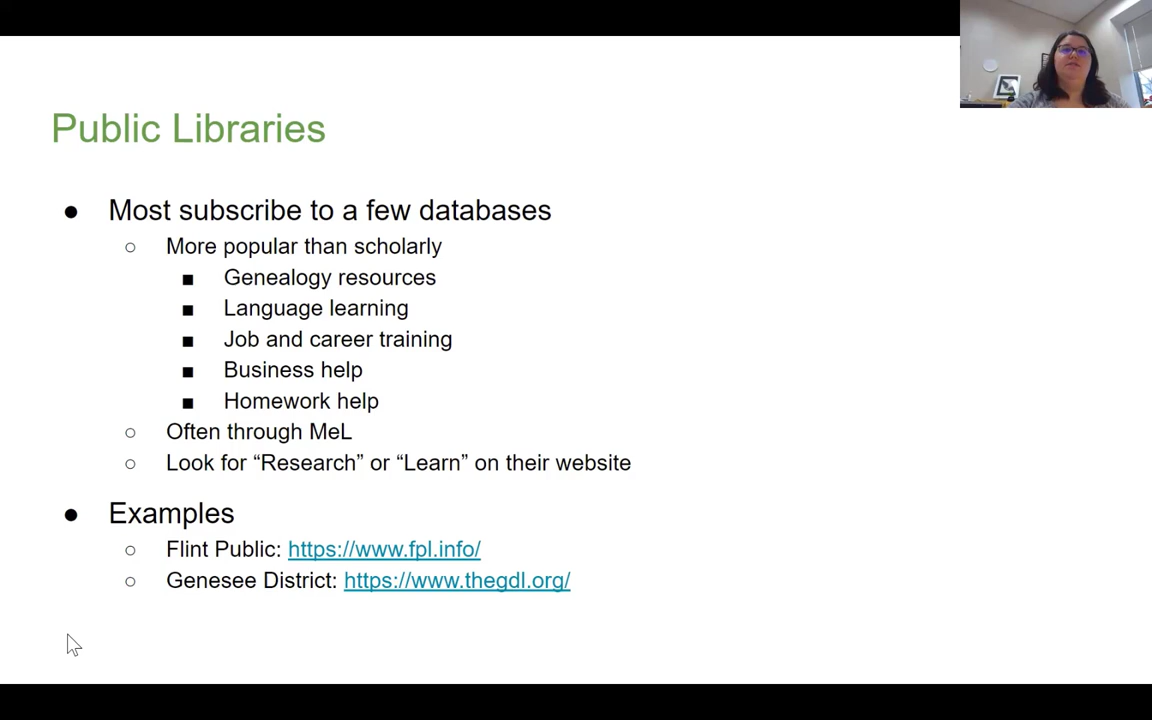 Public Libraries
● Most subscribe to a few databases
○ More popular than scholarly
■ Genealogy resources
■ Language learning
■ Job and career training
■ Business help
■ Homework help
○ Often through MeL
○ Look for “Research” or “Learn” on their website
● Examples
○ Flint Public: https://www.fpl.info/
○ Genesee District: https://www.thegdl.org/